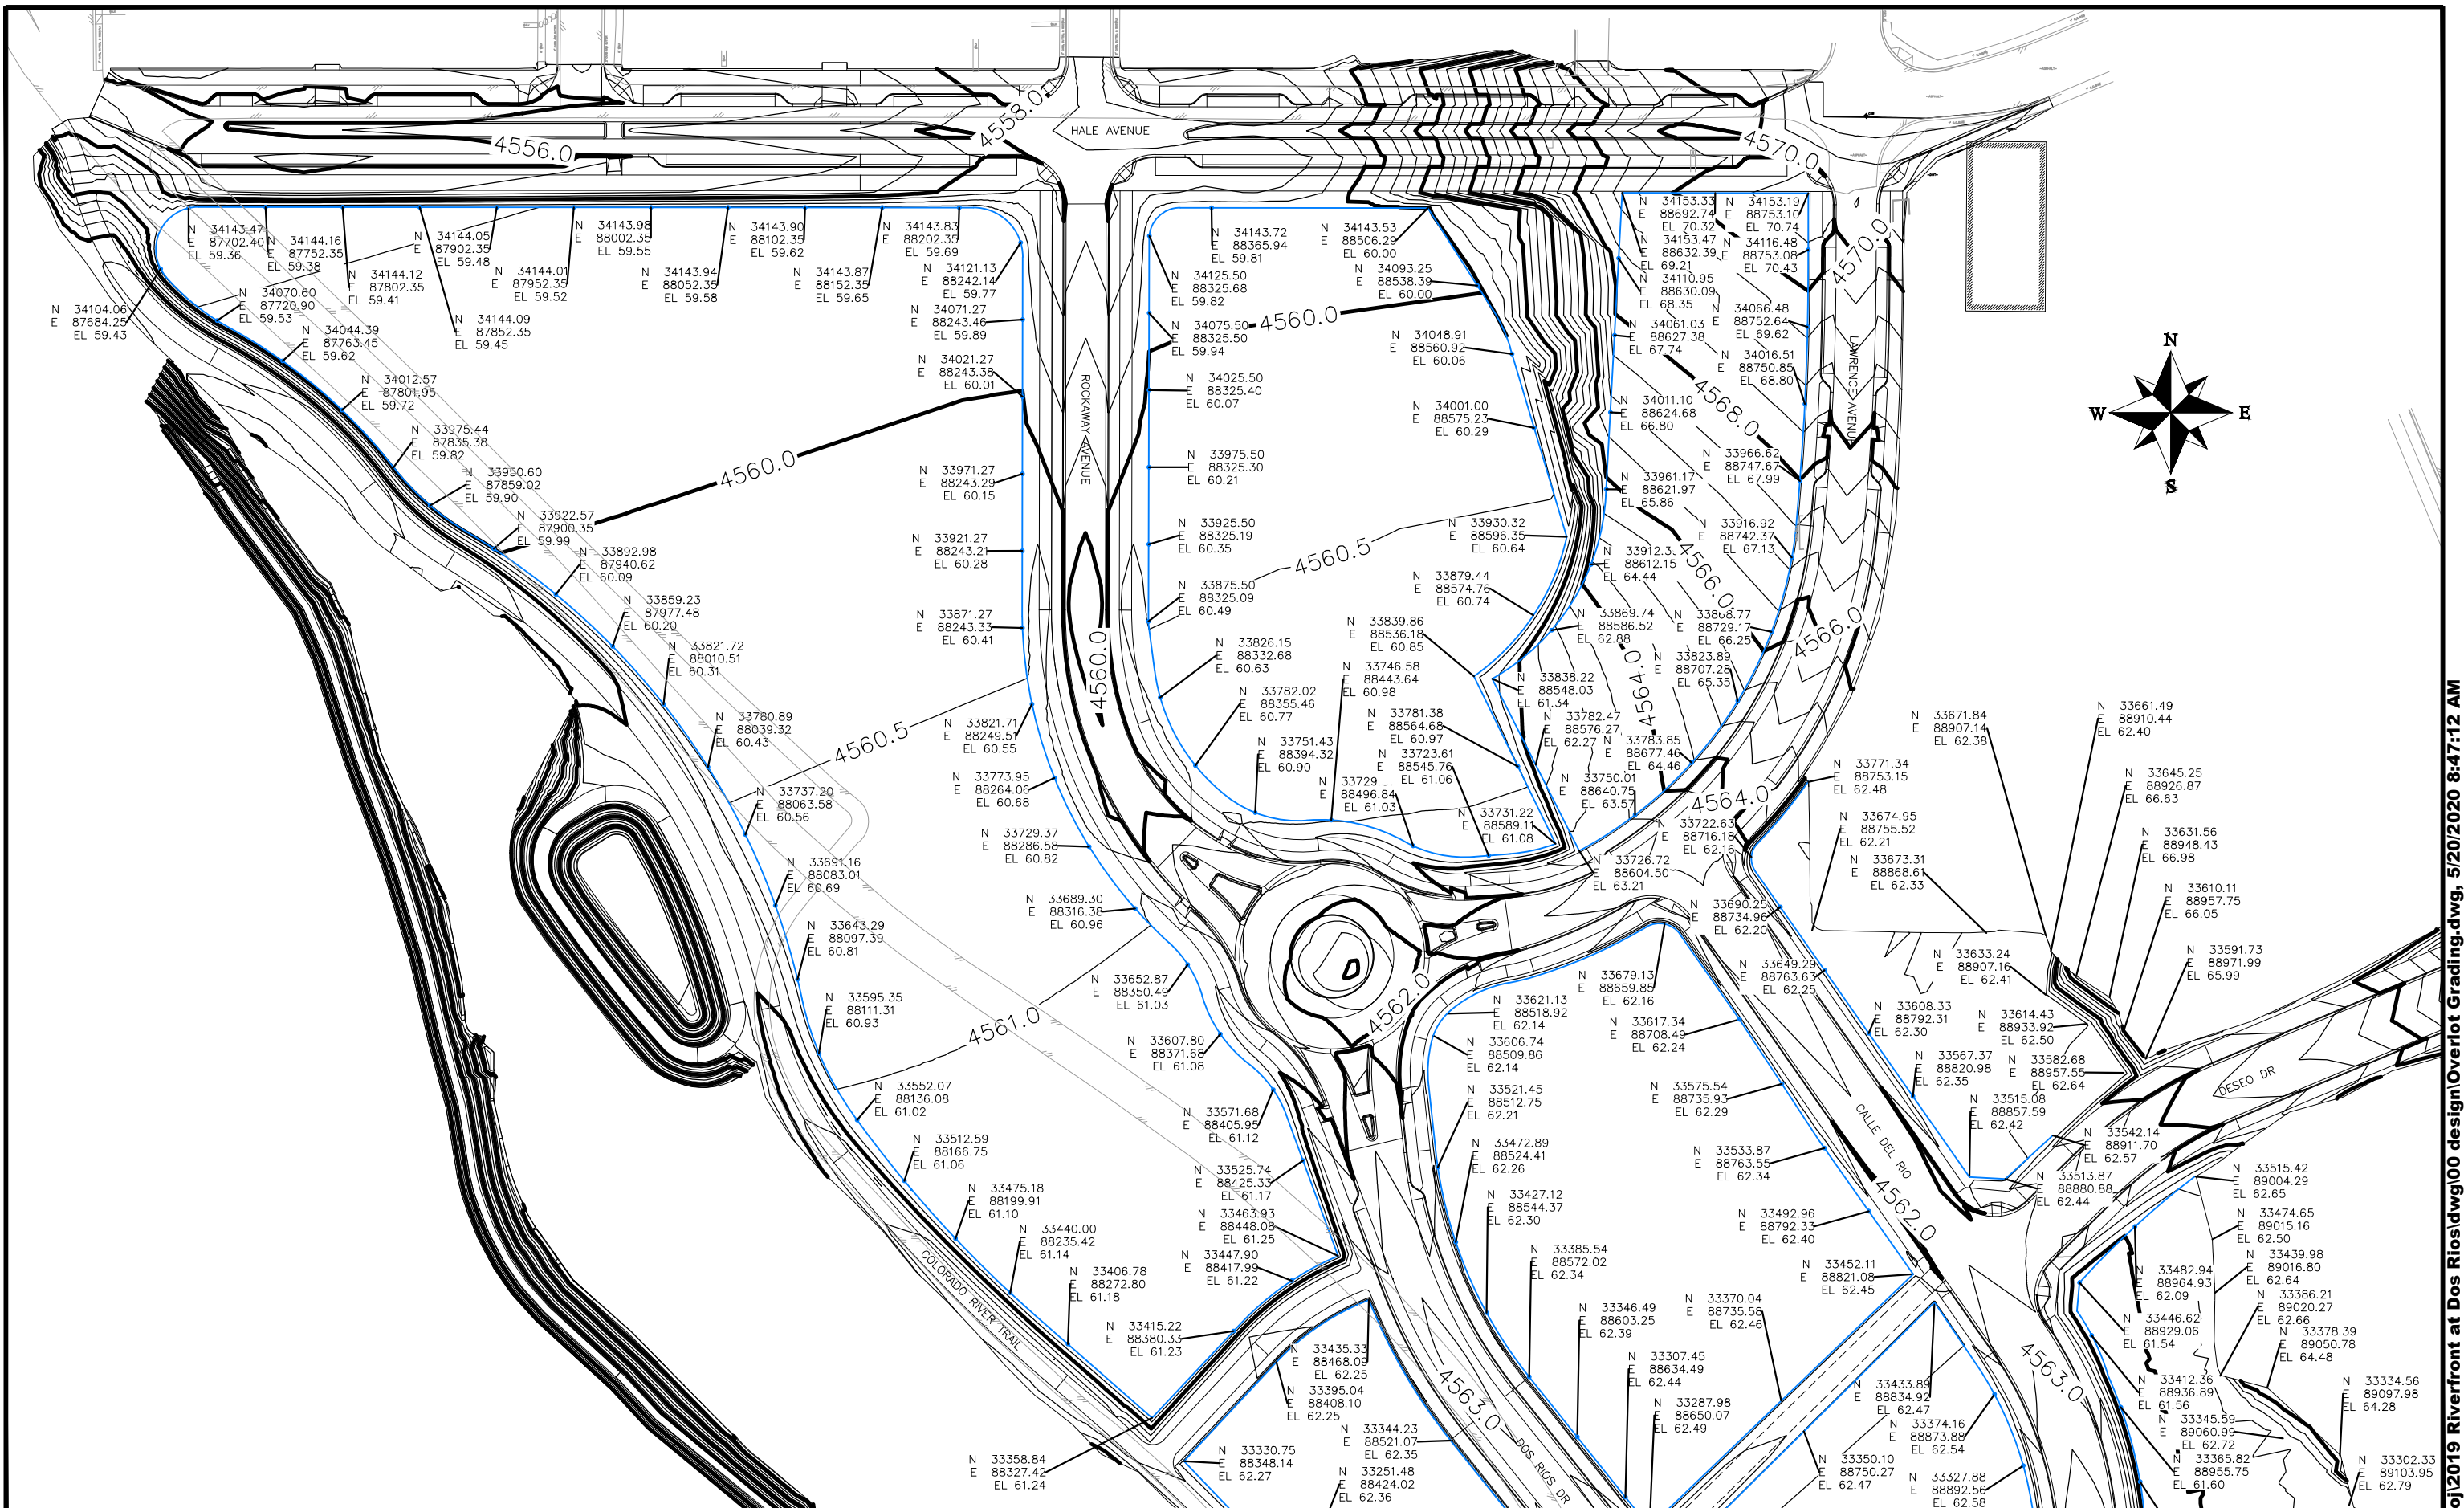 HALE AVENUE
4558.0
4556.0
4570.0
N 34143.47
E 87702.40
EL 59.36
N 34144.16
E 87752.35
EL 59.38
N 34144.12
E 87802.35
EL 59.41
N 34144.05
E 87902.35
EL 59.48
N 34144.01
E 87952.35
EL 59.52
N 34143.98
E 88002.35
EL 59.55
N 34143.94
E 88052.35
EL 59.58
N 34143.90
E 88102.35
EL 59.62
N 34143.87
E 88152.35
EL 59.65
N 34143.83
E 88202.35
EL 59.69
N 34121.13
E 88242.14
EL 59.77
N 34143.72
E 88365.94
EL 59.81
N 34143.53
E 88506.29
EL 60.00
N 34153.33
E 88692.74
EL 70.32
N 34153.19
E 88753.10
EL 70.74
N 34153.47
E 88632.39
EL 69.21
N 34116.48
E 88753.08
EL 70.43
4570.0
N 34104.06
E 87684.25
EL 59.43
N 34070.60
E 87720.90
EL 59.53
N 34044.39
E 87763.45
EL 59.62
N 34144.09
E 87852.35
EL 59.45
N 34071.27
E 88243.46
EL 59.89
N 34125.50
E 88325.68
EL 59.82
N 34075.50
E 88325.50
EL 59.94
4560.0
N 34093.25
E 88538.39
EL 60.00
N 34048.91
E 88560.92
EL 60.06
N 34110.95
E 88630.09
EL 68.35
N 34061.03
E 88627.38
EL 67.74
N 34066.48
E 88752.64
EL 69.62
N 34016.51
E 88750.85
EL 68.80
LAWRENCE AVENUE
N
W
E
S
N 34012.57
E 87801.95
EL 59.72
N 34021.27
E 88243.38
EL 60.01
ROCKAWAY AVENUE
N 34025.50
E 88325.40
EL 60.07
N 34001.00
E 88575.23
EL 60.29
N 34011.10
E 88624.68
EL 66.80
4568.0
N 33975.44
E 87835.38
EL 59.82
N 33950.60
E 87859.02
EL 59.90
4560.0
N 33971.27
E 88243.29
EL 60.15
N 33975.50
E 88325.30
EL 60.21
N 33961.17
E 88621.97
EL 65.86
N 33966.62
E 88747.67
EL 67.99
N 33922.57
E 87900.35
EL 59.99
N 33892.98
E 87940.62
EL 60.09
N 33921.27
E 88243.21
EL 60.28
N 33925.50
E 88325.19
EL 60.35
4560.5
N 33930.32
E 88596.35
EL 60.64
N 33912.3
E 88612.15
EL 64.44
4566.0
N 33916.92
E 88742.37
EL 67.13
N 33859.23
E 87977.48
EL 60.20
N 33871.27
E 88243.33
EL 60.41
N 33875.50
E 88325.09
EL 60.49
N 33879.44
E 88574.76
EL 60.74
N 33869.74
E 88586.52
EL 62.88
N 33868.77
E 88729.17
EL 66.25
4566.0
N 33821.72
E 88010.51
EL 60.31
4560.0
N 33826.15
E 88332.68
EL 60.63
N 33839.86
E 88536.18
EL 60.85
N 33838.22
E 88548.03
EL 61.34
4564.0
N 33823.89
E 88707.28
EL 65.35
N 33780.89
E 88039.32
EL 60.43
4560.5
N 33821.71
E 88249.51
EL 60.55
N 33782.02
E 88355.46
EL 60.77
N 33746.58
E 88443.64
EL 60.98
N 33781.38
E 88564.68
EL 60.97
N 33782.47
E 88576.27
EL 62.27
N 33783.85
E 88677.46
EL 64.46
N 33671.84
E 88907.14
EL 62.38
N 33661.49
E 88910.44
EL 62.40
N 33737.20
E 88063.58
EL 60.56
N 33773.95
E 88264.06
EL 60.68
N 33751.43
E 88394.32
EL 60.90
N 33729.
E 88496.84
EL 61.03
N 33723.61
E 88545.76
EL 61.06
N 33750.01
E 88640.75
EL 63.57
4564.0
N 33771.34
E 88753.15
EL 62.48
N 33645.25
E 88926.87
EL 66.63
N 33729.37
E 88286.58
EL 60.82
N 33731.22
E 88589.11
EL 61.08
N 33722.63
E 88716.18
EL 62.16
N 33674.95
E 88755.52
EL 62.21
N 33631.56
E 88948.43
EL 66.98
N 33691.16
E 88083.01
EL 60.69
N 33689.30
E 88316.38
EL 60.96
N 33726.72
E 88604.50
EL 63.21
N 33673.31
E 88868.61
EL 62.33
N 33610.11
E 88957.75
EL 66.05
N 33643.29
E 88097.39
EL 60.81
N 33690.25
E 88734.96
EL 62.20
N 33591.73
E 88971.99
EL 65.99
N 33595.35
E 88111.31
EL 60.93
N 33652.87
E 88350.49
EL 61.03
4562.0
N 33679.13
E 88659.85
EL 62.16
N 33649.29
E 88763.63
EL 62.25
N 33633.24
E 88907.16
EL 62.41
4561.0
N 33607.80
E 88371.68
EL 61.08
N 33621.13
E 88518.92
EL 62.14
N 33617.34
E 88708.49
EL 62.24
N 33608.33
E 88792.31
EL 62.30
N 33614.43
E 88933.92
EL 62.50
N 33606.74
E 88509.86
EL 62.14
N 33567.37
E 88820.98
EL 62.35
N 33582.68
E 88957.55
EL 62.64
DESEO DR
N 33552.07
E 88136.08
EL 61.02
N 33571.68
E 88405.95
EL 61.12
N 33521.45
E 88512.75
EL 62.21
N 33575.54
E 88735.93
EL 62.29
CALLE DEL RIO
N 33515.08
E 88857.59
EL 62.42
N 33512.59
E 88166.75
EL 61.06
N 33525.74
E 88425.33
EL 61.17
N 33472.89
E 88524.41
EL 62.26
N 33533.87
E 88763.55
EL 62.34
N 33542.14
E 88911.70
EL 62.57
N 33513.87
E 88880.88
EL 62.44
N 33515.42
E 89004.29
EL 62.65
N 33475.18
E 88199.91
EL 61.10
N 33463.93
E 88448.08
EL 61.25
N 33427.12
E 88544.37
EL 62.30
N 33492.96
E 88792.33
EL 62.40
4562.0
N 33474.65
E 89015.16
EL 62.50
N 33440.00
E 88235.42
EL 61.14
N 33447.90
E 88417.99
EL 61.22
N 33385.54
E 88572.02
EL 62.34
N 33452.11
E 88821.08
EL 62.45
N 33482.94
E 88964.93
EL 62.09
N 33439.98
E 89016.80
EL 62.64
COLORADO RIVER TRAIL
N 33406.78
E 88272.80
EL 61.18
N 33415.22
E 88380.33
EL 61.23
N 33346.49
E 88603.25
EL 62.39
N 33370.04
E 88735.58
EL 62.46
N 33446.62
E 88929.06
EL 61.54
N 33386.21
E 89020.27
EL 62.66
N 33435.33
E 88468.09
EL 62.25
N 33307.45
E 88634.49
EL 62.44
N 33378.39
E 89050.78
EL 64.48
N 33395.04
E 88408.10
EL 62.25
4563.0
N 33287.98
E 88650.07
EL 62.49
N 33433.89
E 88834.92
EL 62.47
4563.0
N 33412.36
E 88936.89
EL 61.56
N 33334.56
E 89097.98
EL 64.28
N 33344.23
E 88521.07
EL 62.35
DOS RIOS DR
N 33374.16
E 88873.88
EL 62.54
N 33345.59
E 89060.99
EL 62.72
N 33358.84
E 88327.42
EL 61.24
N 33330.75
E 88348.14
EL 62.27
N 33251.48
E 88424.02
EL 62.36
N 33350.10
E 88750.27
EL 62.47
N 33327.88
E 88892.56
EL 62.58
N 33365.82
E 88955.75
EL 61.60
N 33302.33
E 89103.95
EL 62.79
oj\2019 Riverfront at Dos Rios\dwg\00 design\Overlot Grading.dwg, 5/20/2020 8:47:12 AM